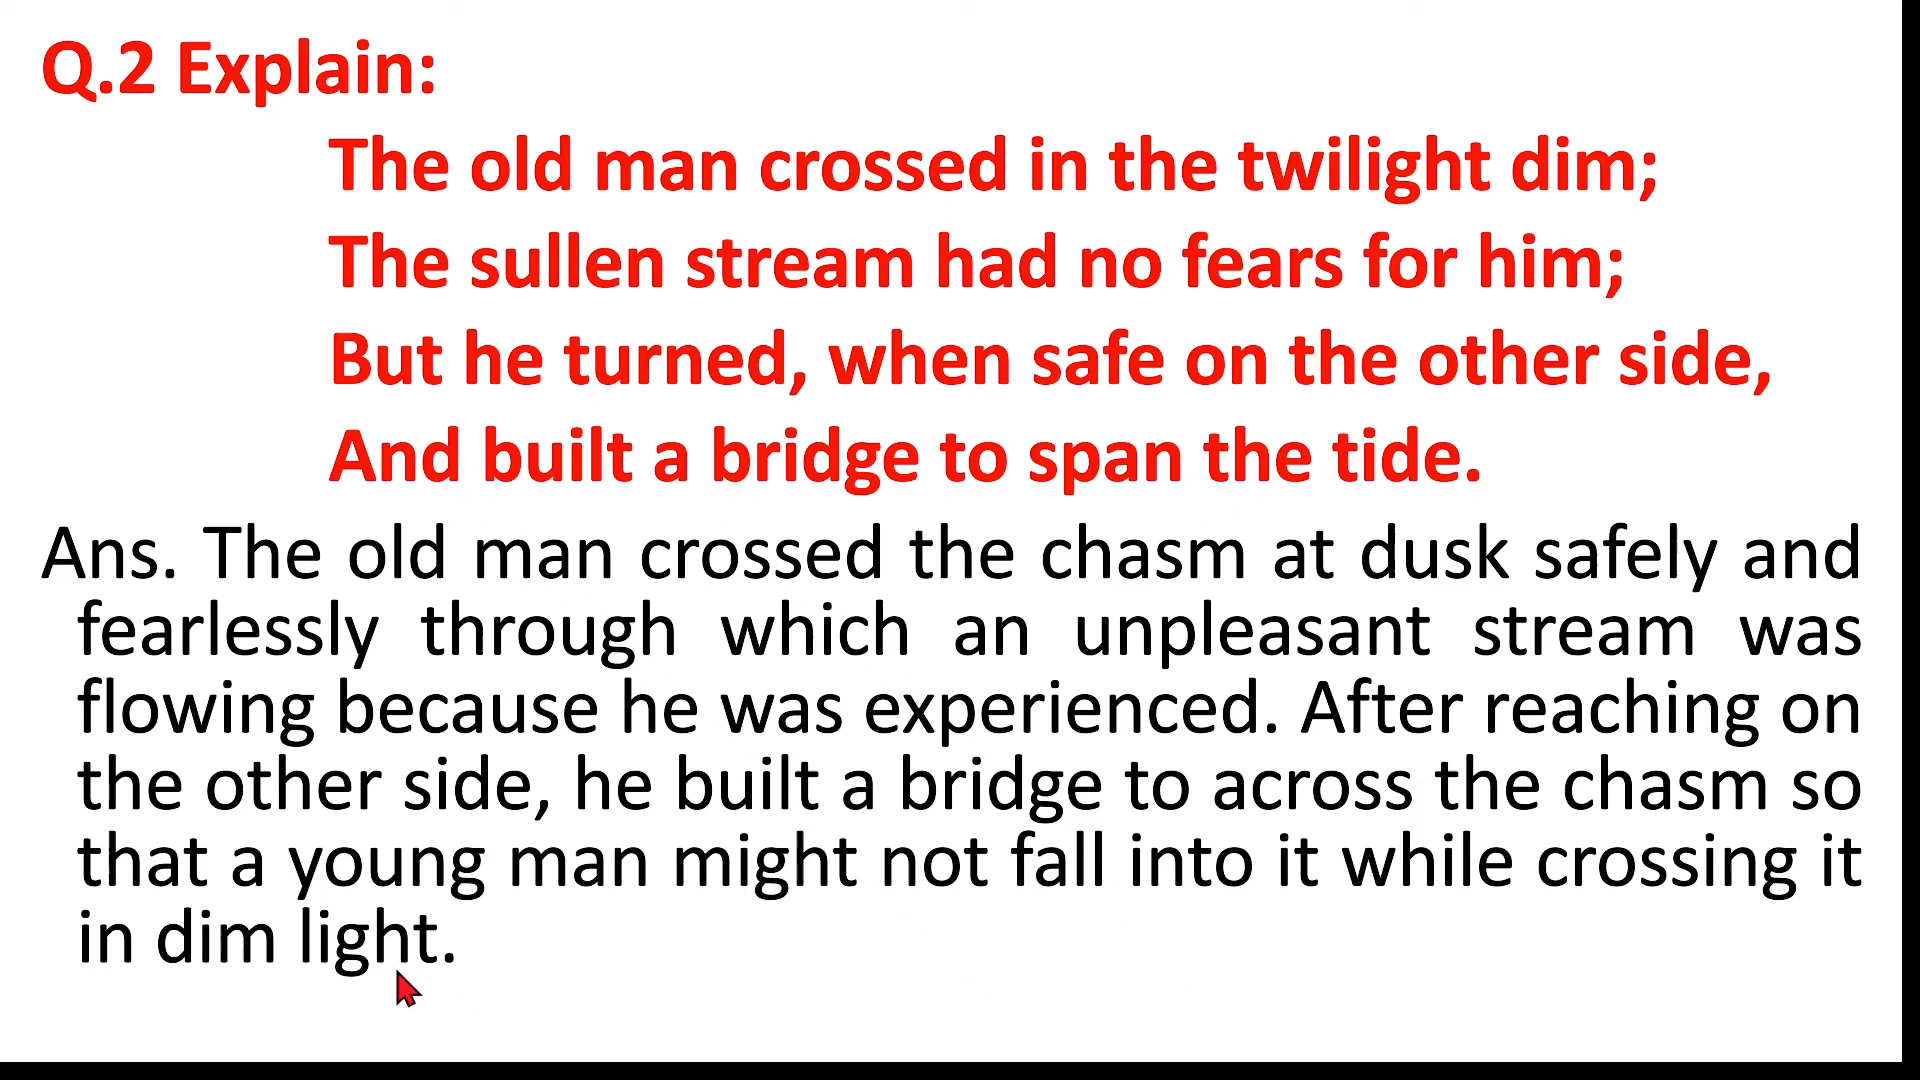 Q.2 Explain:
The old man crossed in the twilight dim;
The sullen stream had no fears for him;
But he turned, when safe on the other side,
And built a bridge to span the tide.
Ans. The old man crossed the chasm at dusk safely and
fearlessly through which an unpleasant stream was
flowing because he was experienced. After reaching on
the other side, he built a bridge to across the chasm so
that a young man might not fall into it while crossing it
in dim light.